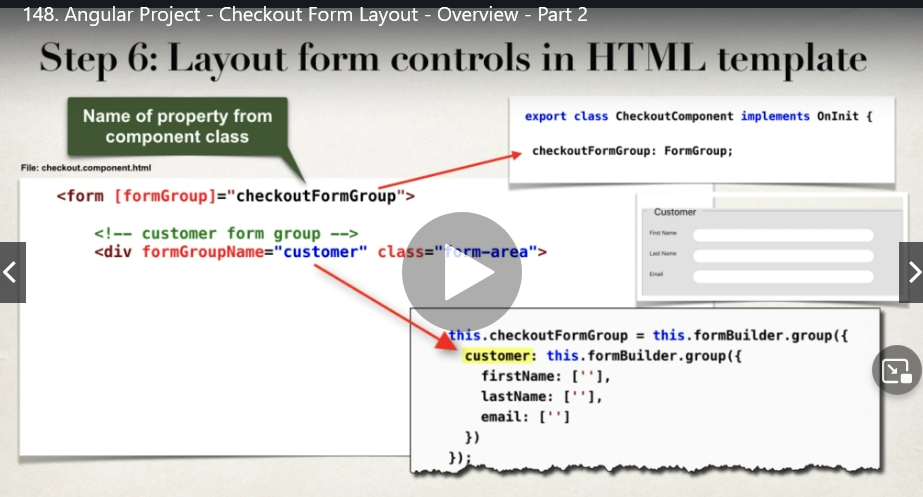 148. Angular Project - Checkout Form Layout - Overview - Part 2
Step 6: Layout form controls in HTML template
Name of property from
component class
export class CheckoutComponent implements OnInit {
checkoutFormGroup: FormGroup;
File: checkout.component.html
<form [formGroup]="checkoutFormGroup">
<!-- customer form group -->
<div formGroupName="customer" class="form-area">
Customer
First Name
Last Name
Email
this.checkoutFormGroup = this.formBuilder.group({
customer: this.formBuilder.group({
firstName: [''],
lastName: [''],
email: ['']
})
});